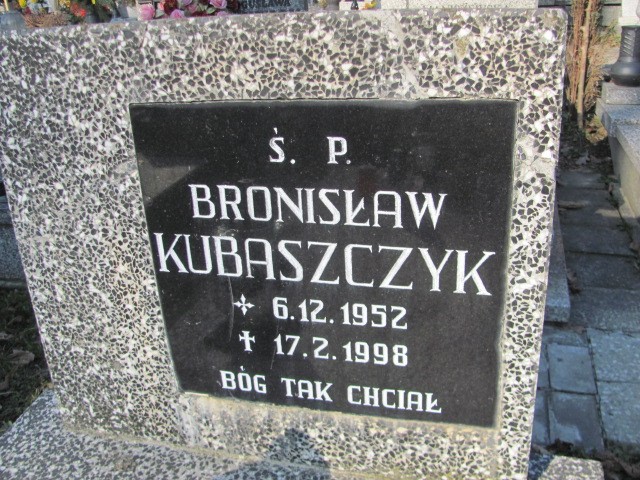 Ś. P.
BRONISŁAW
KUBASZCZYK
6.12.1952
17.2.1998
BÓG TAK CHCIAŁ